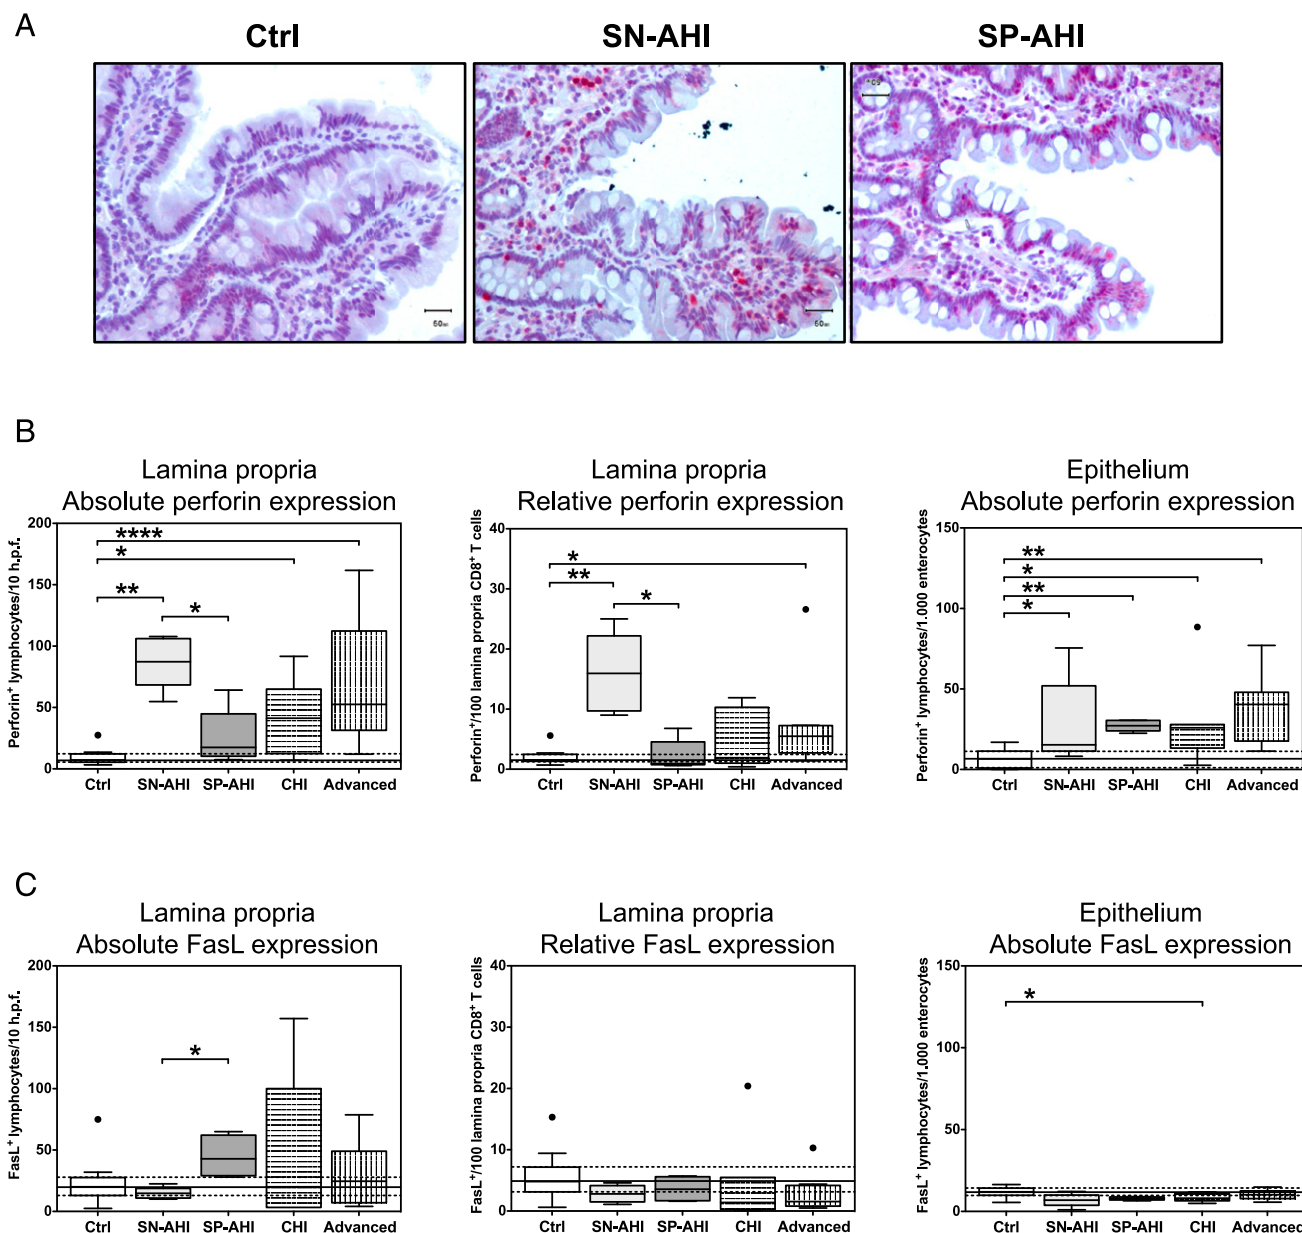 A
Ctrl
SN-AHI
SP-AHI
B
Lamina propria
Absolute perforin expression
Perforin⁺ lymphocytes/10 h.p.f.
200
150
100
50
0
****
*
**
*
Ctrl SN-AHI SP-AHI CHI Advanced
Lamina propria
Relative perforin expression
Perforin⁺/100 lamina propria CD8⁺ T cells
40
30
20
10
0
*
**
*
Ctrl SN-AHI SP-AHI CHI Advanced
Epithelium
Absolute perforin expression
Perforin⁺ lymphocytes/1.000 enterocytes
150
100
50
0
**
*
**
*
Ctrl SN-AHI SP-AHI CHI Advanced
C
Lamina propria
Absolute FasL expression
FasL⁺ lymphocytes/10 h.p.f.
200
150
100
50
0
*
Ctrl SN-AHI SP-AHI CHI Advanced
Lamina propria
Relative FasL expression
FasL⁺/100 lamina propria CD8⁺ T cells
40
30
20
10
0
Ctrl SN-AHI SP-AHI CHI Advanced
Epithelium
Absolute FasL expression
FasL⁺ lymphocytes/1.000 enterocytes
150
100
50
0
*
Ctrl SN-AHI SP-AHI CHI Advanced